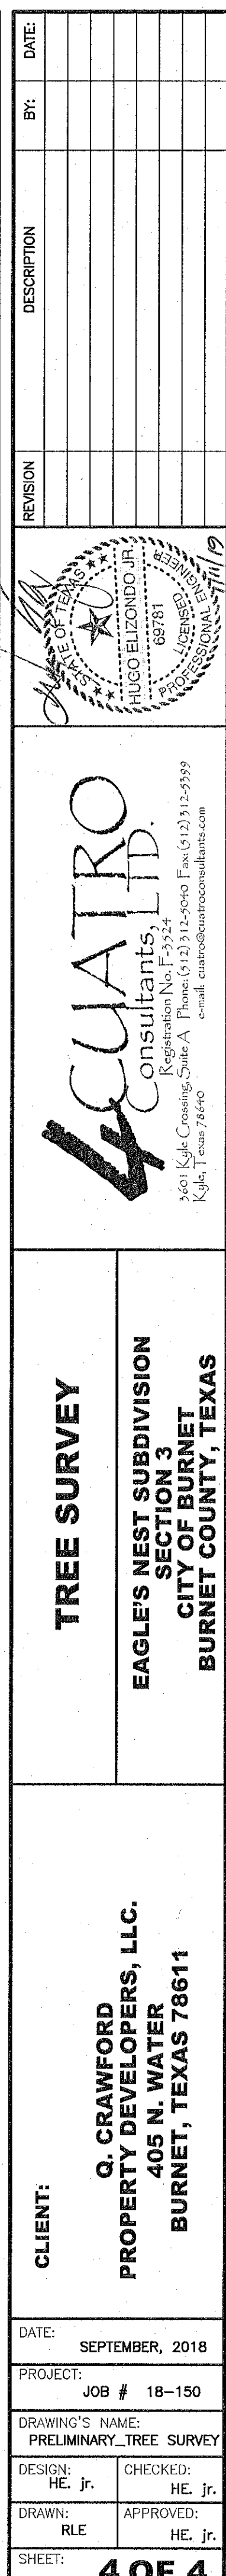 REVISION DESCRIPTION BY: DATE:
STATE OF TEXAS
HUGO ELIZONDO JR.
69781
LICENSED
PROFESSIONAL ENGINEER
4 CUATRO
Consultants, LTD.
Registration No. F-3524
3601 Kyle Crossing, Suite A Phone: (512) 312-5040 Fax: (512) 312-5399
Kyle, Texas 78640 e-mail: cuatro@cuatroconsultants.com
TREE SURVEY
EAGLE'S NEST SUBDIVISION
SECTION 3
CITY OF BURNET
BURNET COUNTY, TEXAS
CLIENT:
Q. CRAWFORD
PROPERTY DEVELOPERS, LLC.
405 N. WATER
BURNET, TEXAS 78611
DATE:
SEPTEMBER, 2018
PROJECT:
JOB # 18-150
DRAWING'S NAME:
PRELIMINARY_TREE SURVEY
DESIGN: CHECKED:
HE. jr. HE. jr.
DRAWN: APPROVED:
RLE HE. jr.
SHEET:
4 OF 4